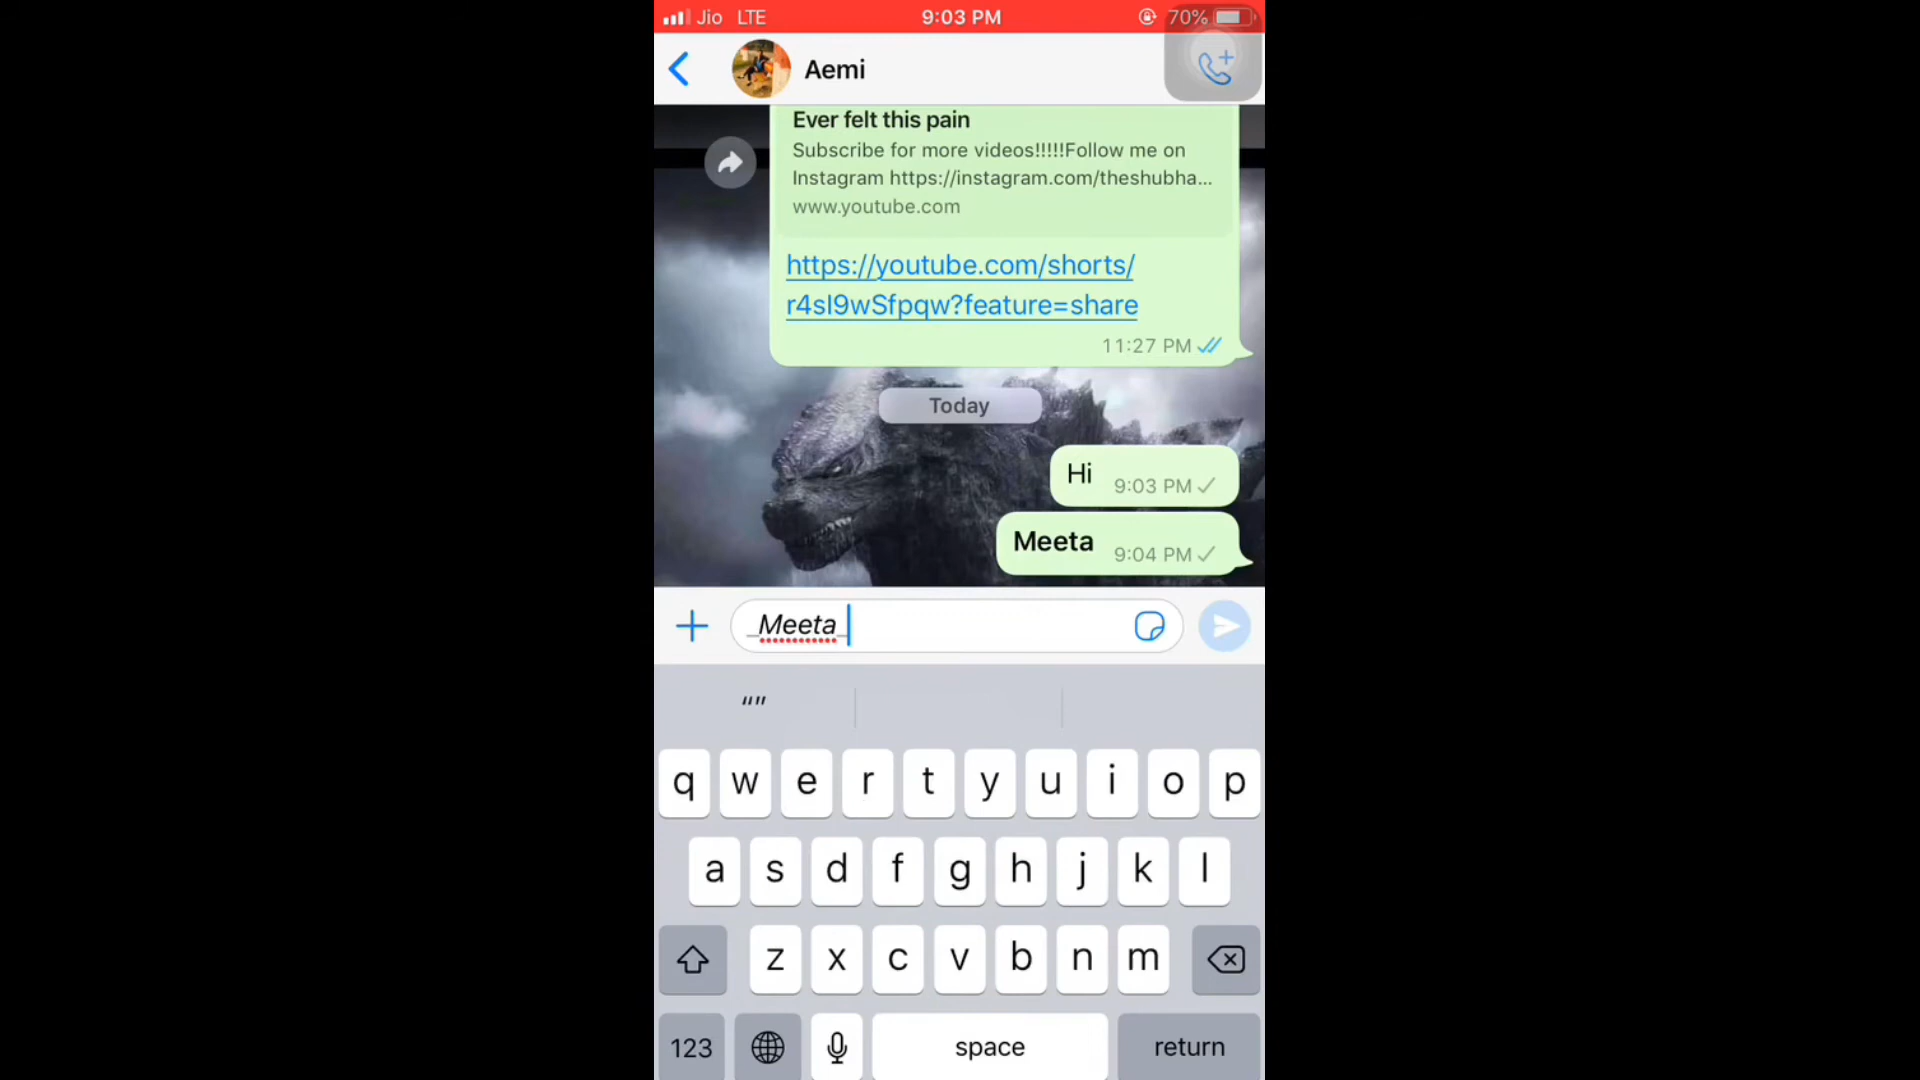 Jio LTE 9:03 PM 70%
Aemi
Ever felt this pain
Subscribe for more videos!!!!!Follow me on
Instagram https://instagram.com/theshubha...
www.youtube.com
https://youtube.com/shorts/
r4sI9wSfpqw?feature=share
11:27 PM
Today
Hi 9:03 PM
Meeta 9:04 PM
_Meeta_
“”
q w e r t y u i o p
a s d f g h j k l
z x c v b n m
123 space return